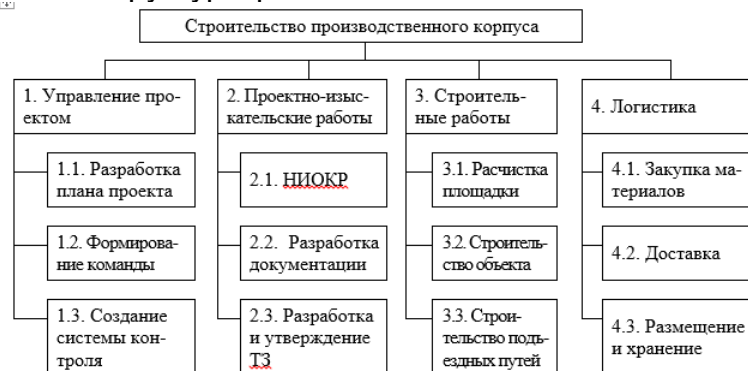 Строительство производственного корпуса
1. Управление про-
ектом
2. Проектно-изыс-
кательские работы
3. Строитель-
ные работы
4. Логистика
1.1. Разработка
плана проекта
2.1. НИОКР
3.1. Расчистка
площадки
4.1. Закупка ма-
териалов
1.2. Формирова-
ние команды
2.2. Разработка
документации
3.2. Строитель-
ство объекта
4.2. Доставка
1.3. Создание
системы кон-
троля
2.3. Разработка
и утверждение
ТЗ
3.3. Строи-
тельство подъ-
ездных путей
4.3. Размещение
и хранение